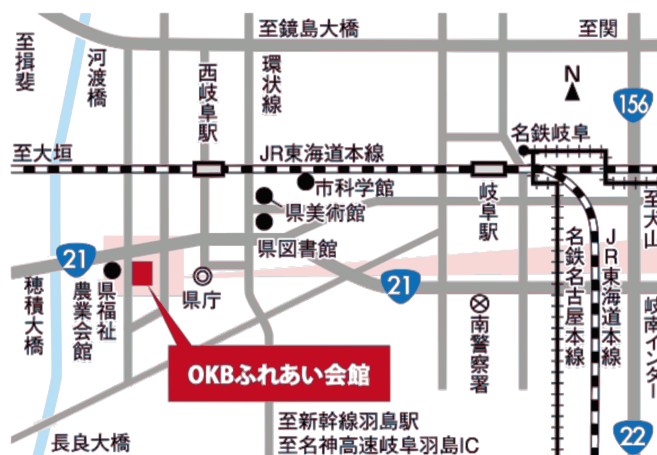 至鏡島大橋
至関
至揖斐
河渡橋
西岐阜駅
環状線
N
156
名鉄岐阜
至大垣
JR東海道本線
市科学館
県美術館
県図書館
岐阜駅
至犬山
21
穂積大橋
県福祉
農業会館
県庁
21
南警察署
名鉄名古屋本線
JR東海道本線
岐南インター
OKBふれあい会館
至新幹線羽島駅
至名神高速岐阜羽島IC
長良大橋
22